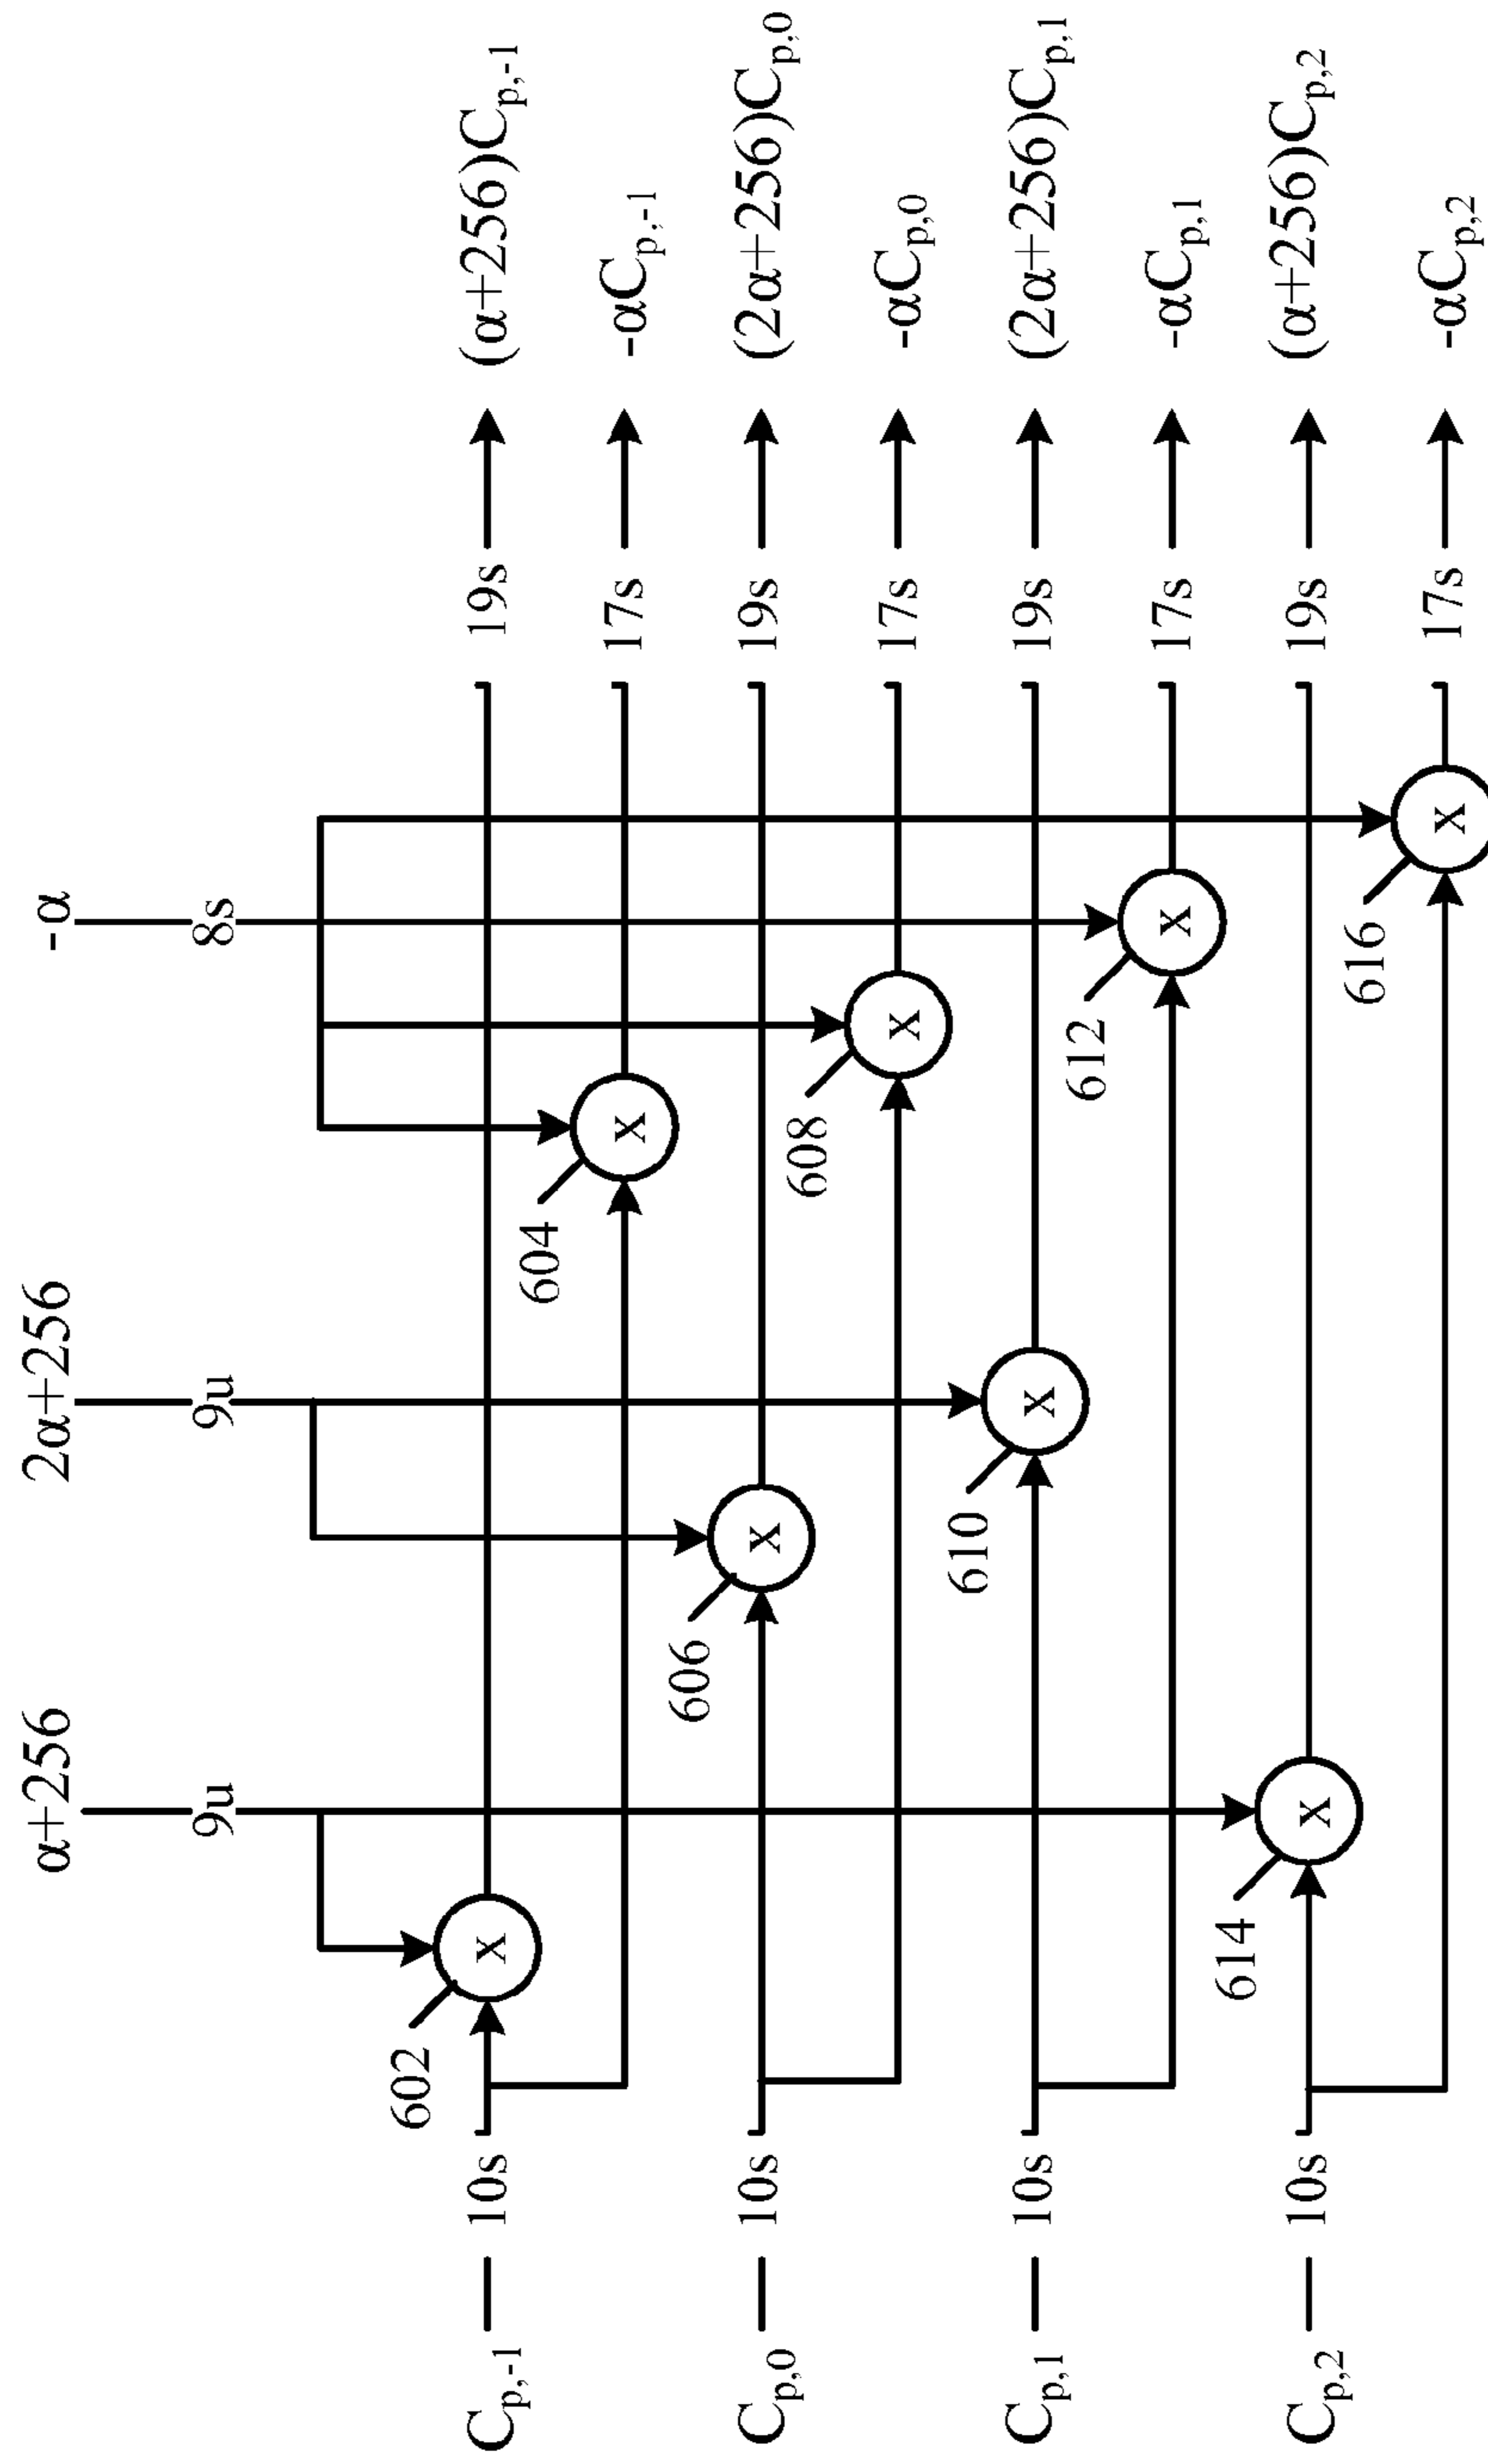 α+256
2α+256
-α
9u
9u
8s
C_{p,-1}
10s
602
604
19s
(α+256)C_{p,-1}
17s
-αC_{p,-1}
C_{p,0}
10s
606
608
19s
(2α+256)C_{p,0}
17s
-αC_{p,0}
C_{p,1}
10s
610
612
19s
(2α+256)C_{p,1}
17s
-αC_{p,1}
C_{p,2}
10s
614
616
19s
(α+256)C_{p,2}
17s
-αC_{p,2}
x
x
x
x
x
x
x
x